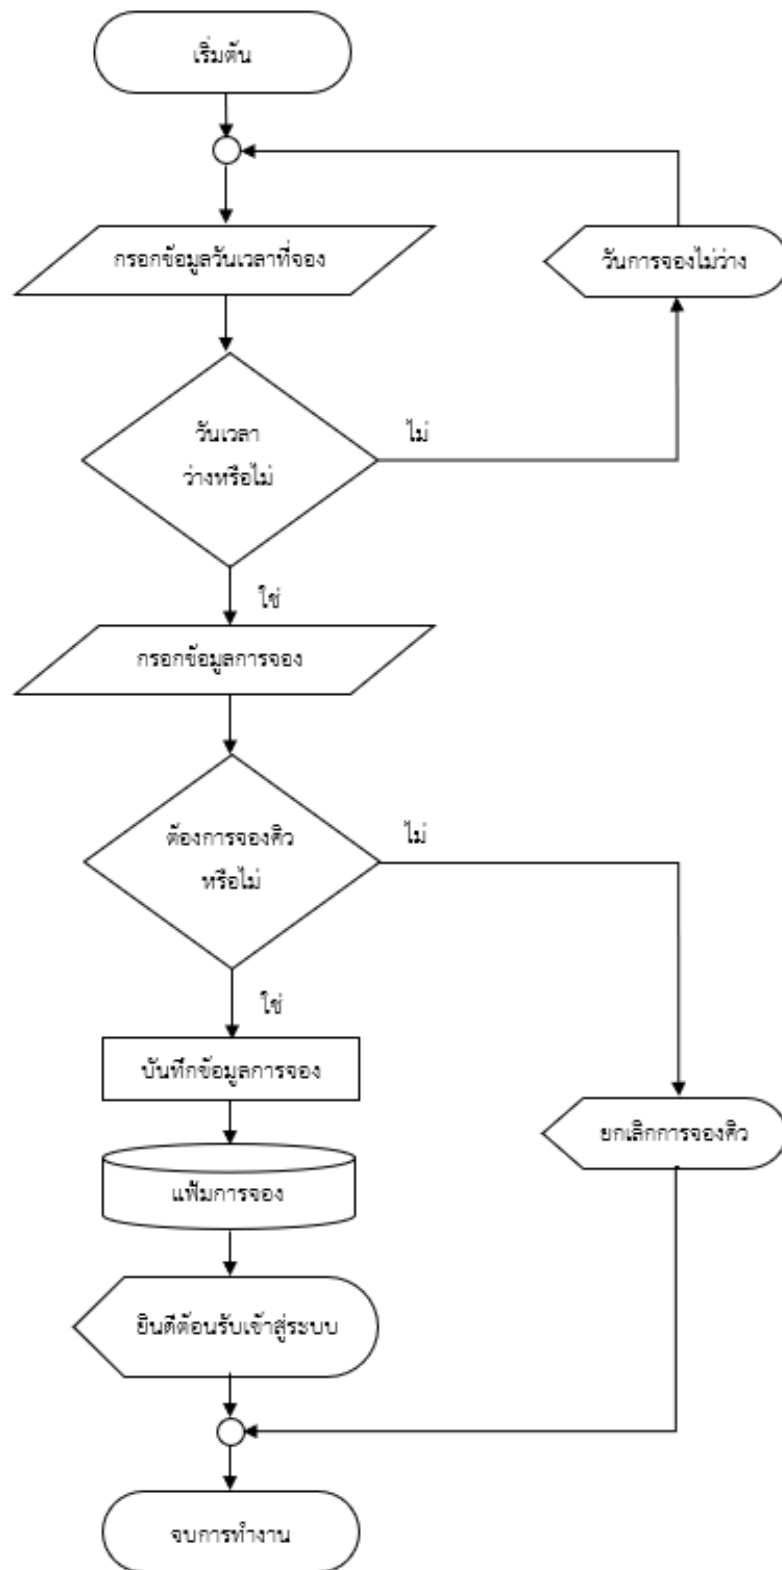 เริ่มต้น
กรอกข้อมูลวันเวลาที่จอง
วันการจองไม่ว่าง
วันเวลา
ว่างหรือไม่
ไม่
ใช่
กรอกข้อมูลการจอง
ต้องการจองคิว
หรือไม่
ไม่
ใช่
บันทึกข้อมูลการจอง
ยกเลิกการจองคิว
แฟ้มการจอง
ยินดีต้อนรับเข้าสู่ระบบ
จบการทำงาน